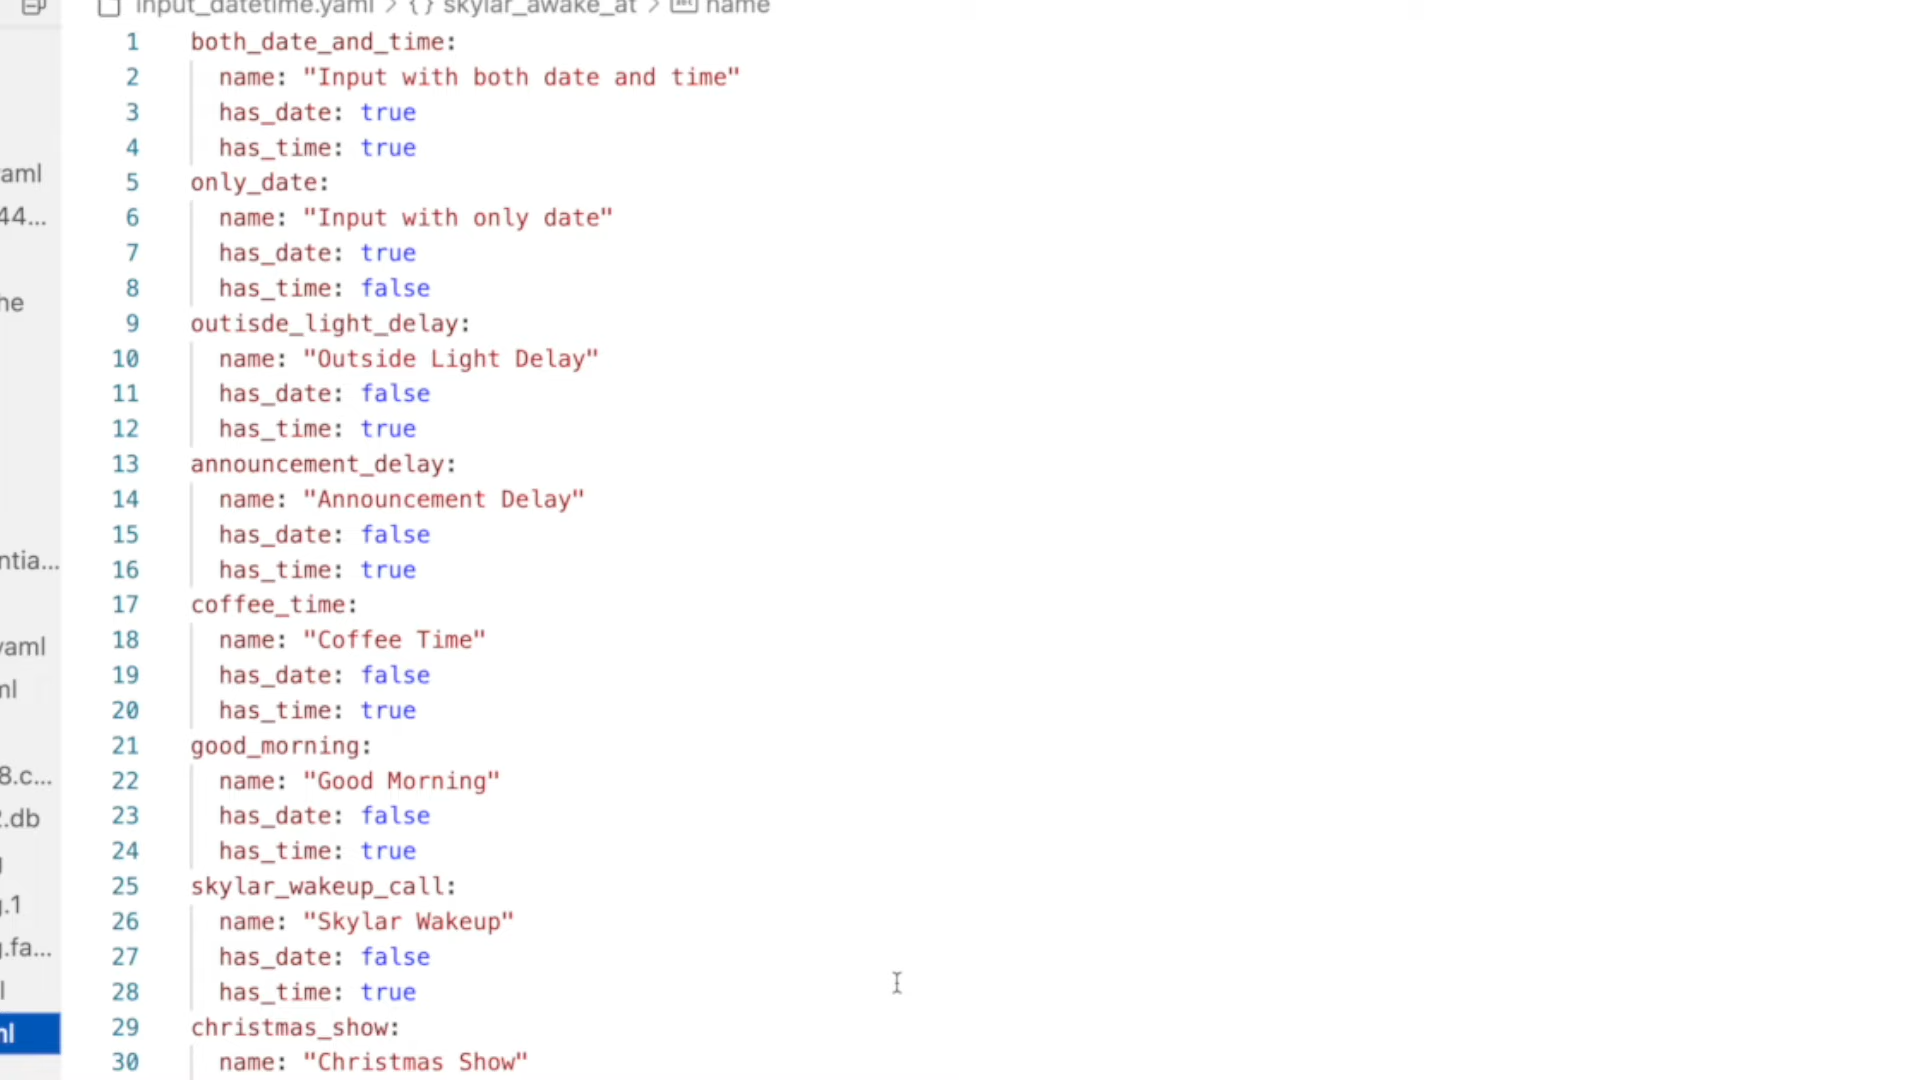 input_datetime.yaml > {} skylar_awake_at > abc name
1 both_date_and_time:
2 name: "Input with both date and time"
3 has_date: true
4 has_time: true
5 only_date:
6 name: "Input with only date"
7 has_date: true
8 has_time: false
9 outisde_light_delay:
10 name: "Outside Light Delay"
11 has_date: false
12 has_time: true
13 announcement_delay:
14 name: "Announcement Delay"
15 has_date: false
16 has_time: true
17 coffee_time:
18 name: "Coffee Time"
19 has_date: false
20 has_time: true
21 good_morning:
22 name: "Good Morning"
23 has_date: false
24 has_time: true
25 skylar_wakeup_call:
26 name: "Skylar Wakeup"
27 has_date: false
28 has_time: true
29 christmas_show:
30 name: "Christmas Show"
aml
44...
he
ntia...
yaml
ml
8.c...
.db
.1
.fa...
ml